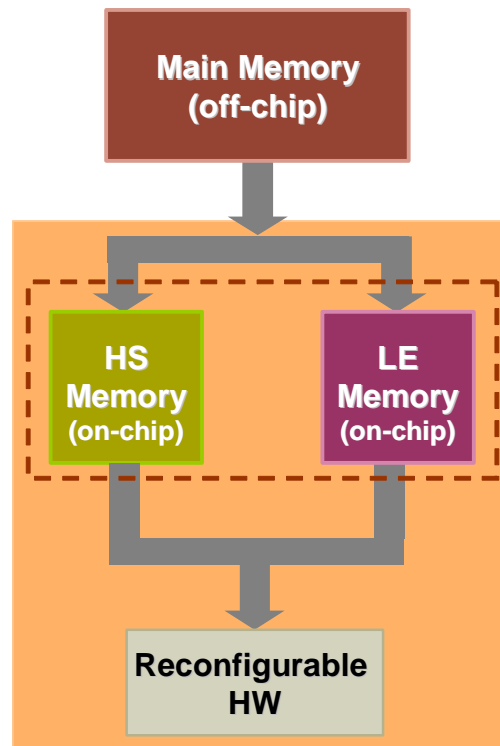 Main Memory
(off-chip)
HS
Memory
(on-chip)
LE
Memory
(on-chip)
Reconfigurable
HW